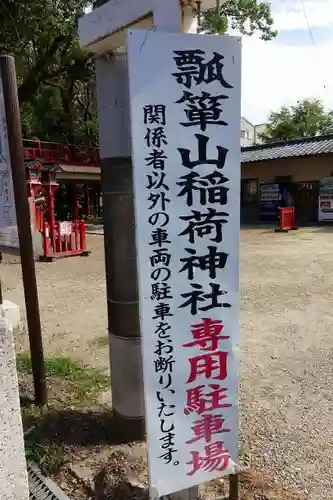 瓢箪山稲荷神社専用駐車場
関係者以外の車の駐車を
お断りいたします。